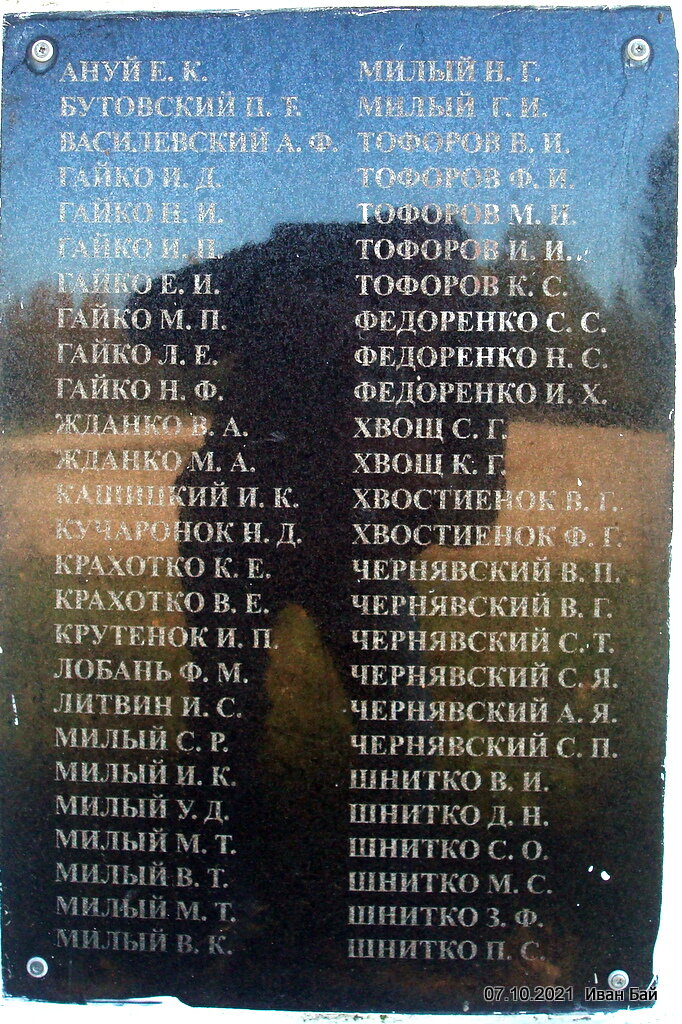 АНУЙ Е. К.
БУТОВСКИЙ П. Т.
ВАСИЛЕВСКИЙ А. Ф.
ГАЙКО И. Д.
ГАЙКО Н. И.
ГАЙКО И. П.
ГАЙКО Е. И.
ГАЙКО М. П.
ГАЙКО Л. Е.
ГАЙКО Н. Ф.
ЖДАНКО В. А.
ЖДАНКО М. А.
КАШИЦКИЙ И. К.
КУЧАРОНОК Н. Д.
КРАХОТКО К. Е.
КРАХОТКО В. Е.
КРУТЕНОК И. П.
ЛОБАНЬ Ф. М.
ЛИТВИН И. С.
МИЛЫЙ С. Р.
МИЛЫЙ И. К.
МИЛЫЙ У. Д.
МИЛЫЙ М. Т.
МИЛЫЙ В. Т.
МИЛЫЙ М. Т.
МИЛЫЙ В. К.
МИЛЫЙ Н. Г.
МИЛЫЙ Г. И.
ТОФОРОВ В. И.
ТОФОРОВ Ф. И.
ТОФОРОВ М. И.
ТОФОРОВ И. И.
ТОФОРОВ К. С.
ФЕДОРЕНКО С. С.
ФЕДОРЕНКО Н. С.
ФЕДОРЕНКО И. Х.
ХВОЩ С. Г.
ХВОЩ К. Г.
ХВОСТИЕНОК В. Г.
ХВОСТИЕНОК Ф. Г.
ЧЕРНЯВСКИЙ В. П.
ЧЕРНЯВСКИЙ В. Г.
ЧЕРНЯВСКИЙ С. Т.
ЧЕРНЯВСКИЙ С. Я.
ЧЕРНЯВСКИЙ А. Я.
ЧЕРНЯВСКИЙ С. П.
ШНИТКО В. И.
ШНИТКО Д. Н.
ШНИТКО С. О.
ШНИТКО М. С.
ШНИТКО З. Ф.
ШНИТКО П. С.
07.10.2021 Иван Бай